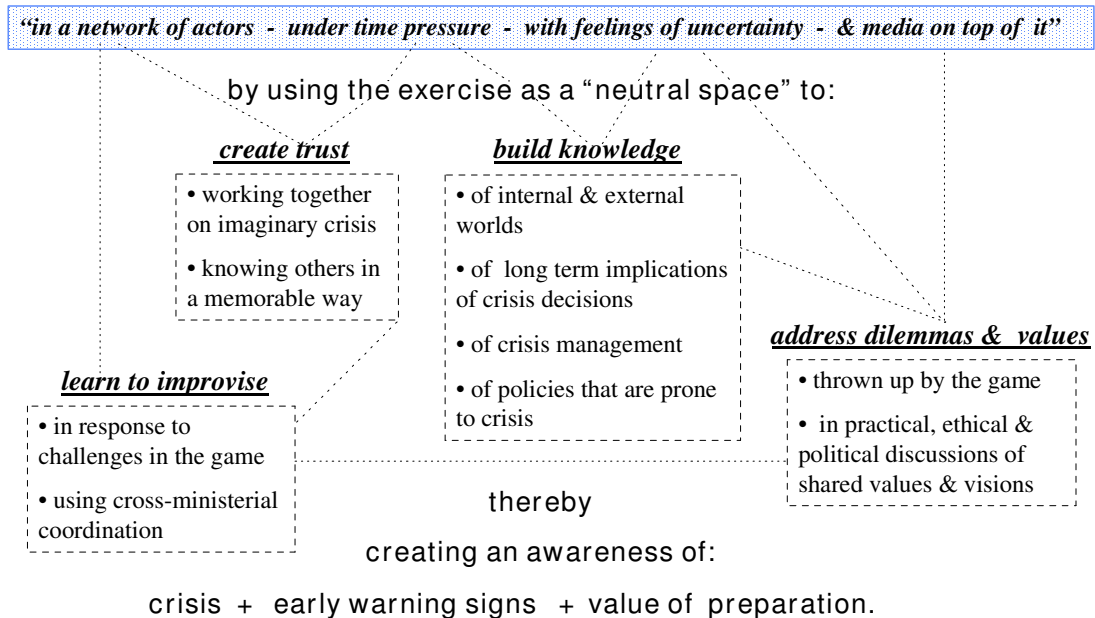 “in a network of actors - under time pressure - with feelings of uncertainty - & media on top of it”
by using the exercise as a “neutral space” to:
create trust
• working together
on imaginary crisis
• knowing others in
a memorable way
build knowledge
• of internal & external
worlds
• of long term implications
of crisis decisions
• of crisis management
• of policies that are prone
to crisis
address dilemmas & values
• thrown up by the game
• in practical, ethical &
political discussions of
shared values & visions
learn to improvise
• in response to
challenges in the game
• using cross-ministerial
coordination
thereby
creating an awareness of:
crisis + early warning signs + value of preparation.